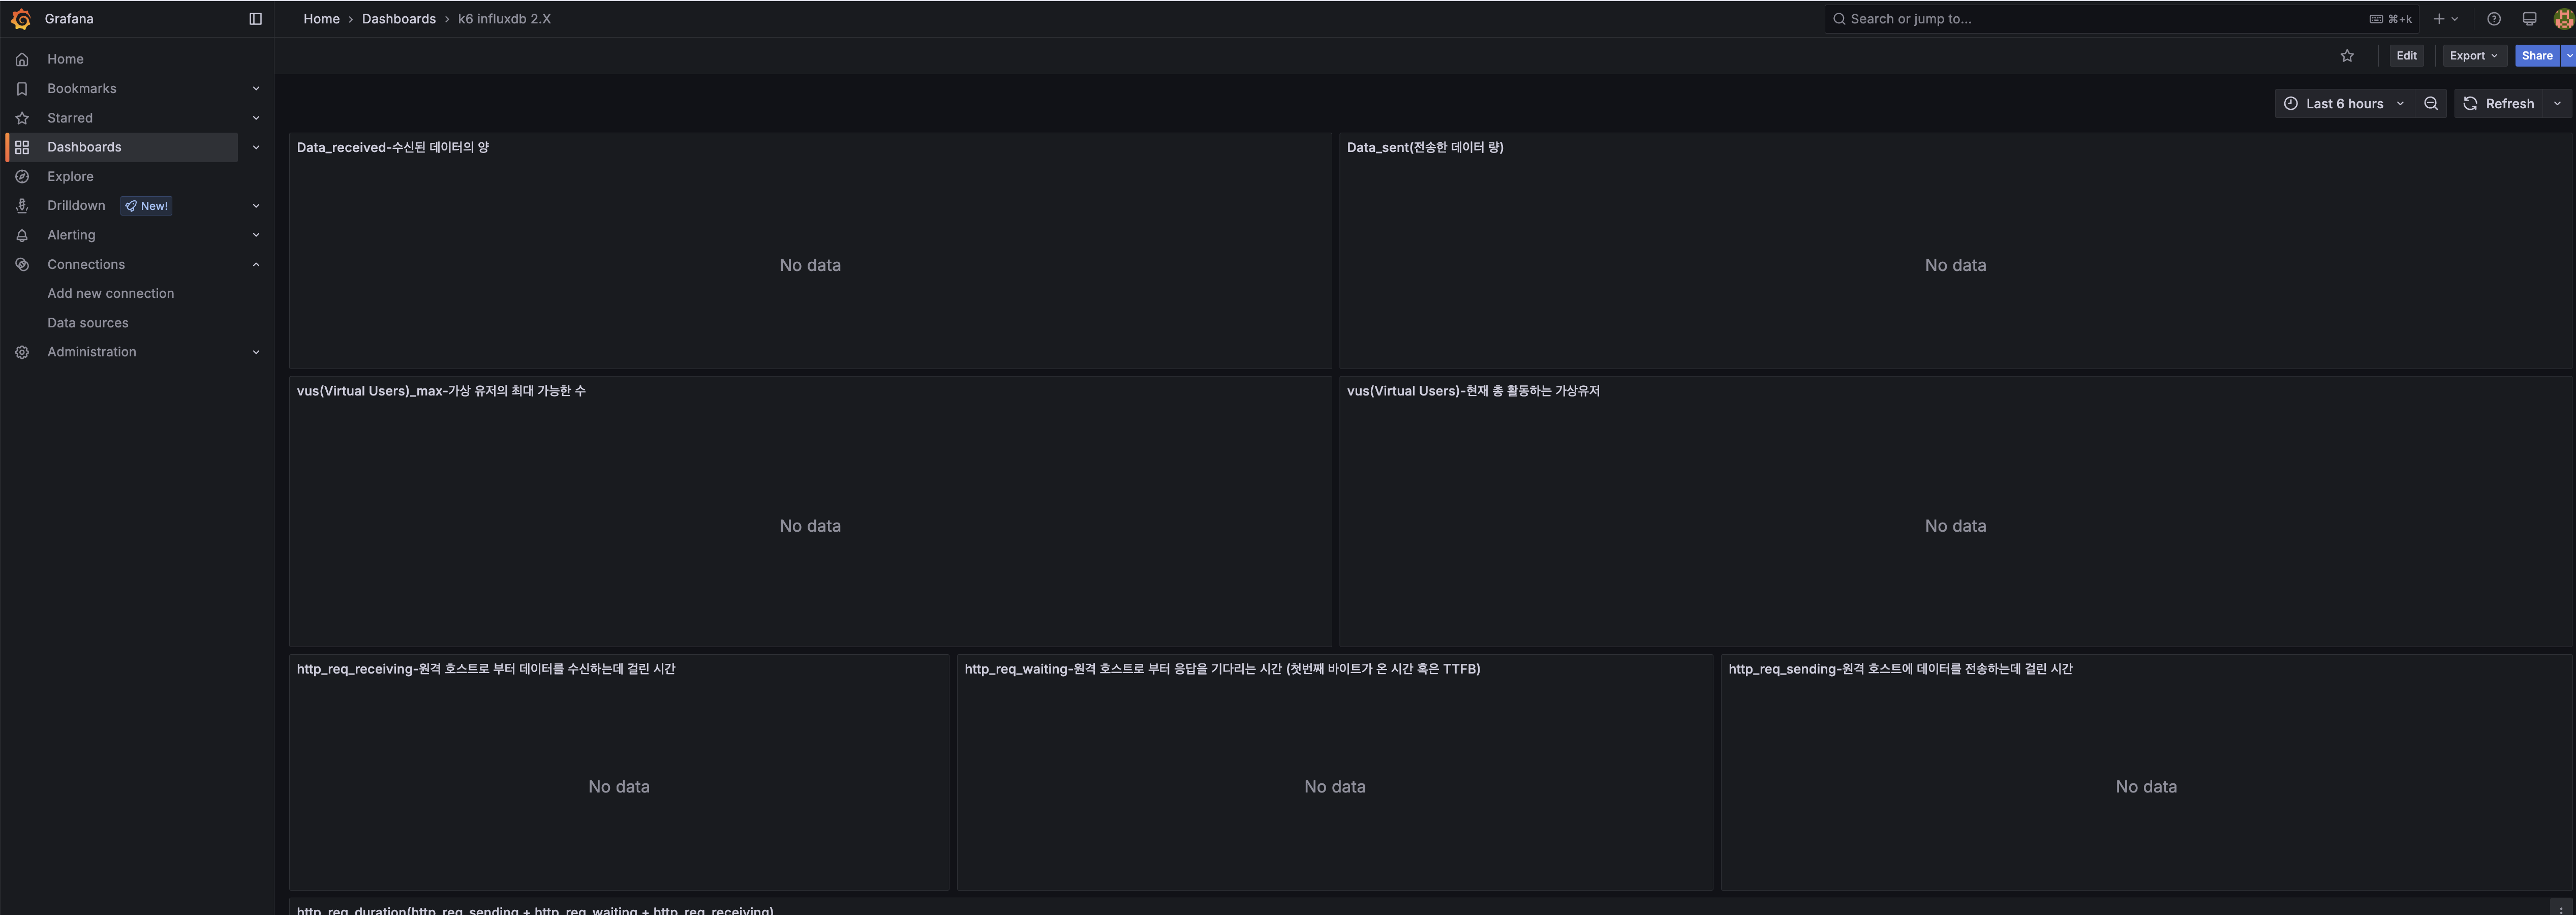 Grafana
Home › Dashboards › k6 influxdb 2.X
Search or jump to...
⌘+k
Edit
Export
Share
Home
Bookmarks
Starred
Dashboards
Explore
Drilldown
New!
Alerting
Connections
Add new connection
Data sources
Administration
Last 6 hours
Refresh
Data_received-수신된 데이터의 양
No data
Data_sent(전송한 데이터 량)
No data
vus(Virtual Users)_max-가상 유저의 최대 가능한 수
No data
vus(Virtual Users)-현재 총 활동하는 가상유저
No data
http_req_receiving-원격 호스트로 부터 데이터를 수신하는데 걸린 시간
No data
http_req_waiting-원격 호스트로 부터 응답을 기다리는 시간 (첫번째 바이트가 온 시간 혹은 TTFB)
No data
http_req_sending-원격 호스트에 데이터를 전송하는데 걸린 시간
No data
http_req_duration(http_req_sending + http_req_waiting + http_req_receiving)